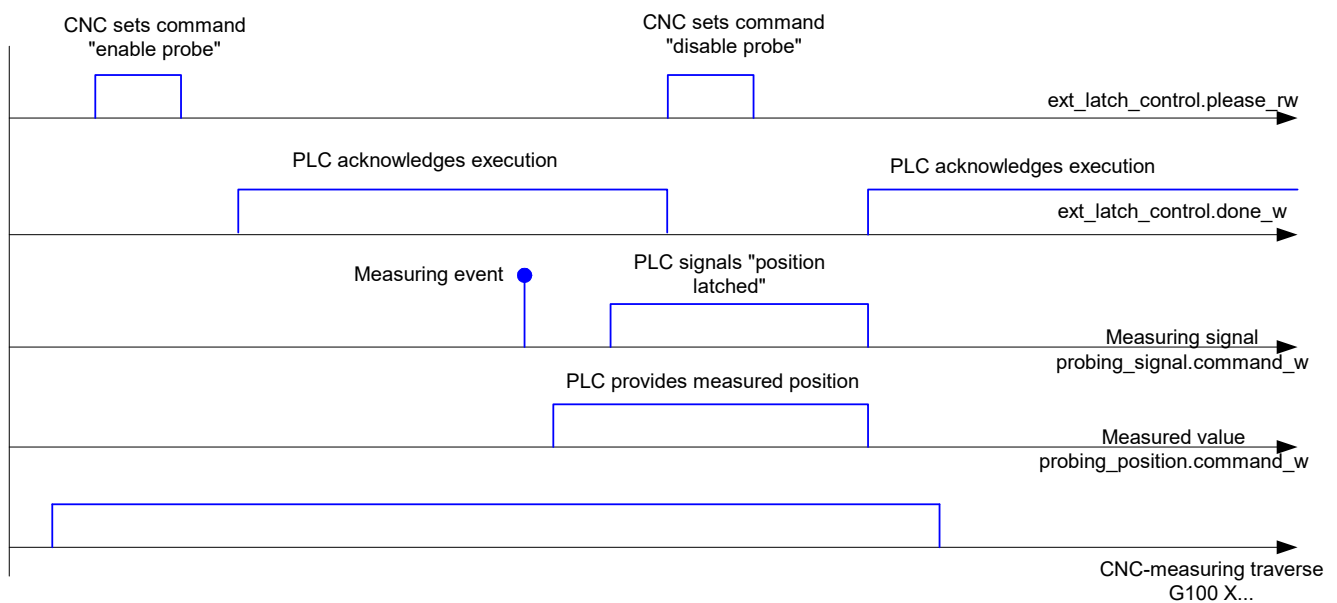 CNC sets command
"enable probe"
CNC sets command
"disable probe"
ext_latch_control.please_rw
PLC acknowledges execution
PLC acknowledges execution
ext_latch_control.done_w
Measuring event
PLC signals "position
latched"
Measuring signal
probing_signal.command_w
PLC provides measured position
Measured value
probing_position.command_w
CNC-measuring traverse
G100 X...